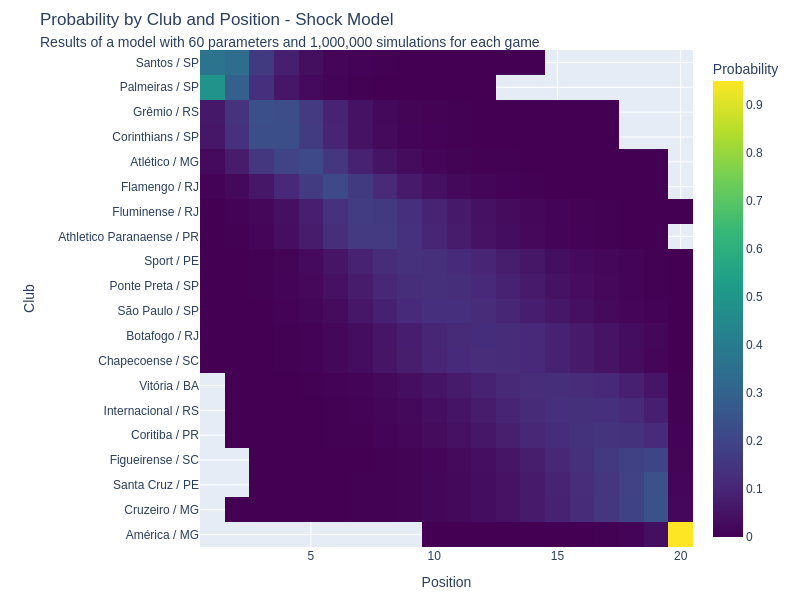 Probability by Club and Position - Shock Model
Results of a model with 60 parameters and 1,000,000 simulations for each game
Probability
Santos / SP
Palmeiras / SP
Grêmio / RS
Corinthians / SP
Atlético / MG
Flamengo / RJ
Fluminense / RJ
Athletico Paranaense / PR
Sport / PE
Ponte Preta / SP
São Paulo / SP
Botafogo / RJ
Chapecoense / SC
Vitória / BA
Internacional / RS
Coritiba / PR
Figueirense / SC
Santa Cruz / PE
Cruzeiro / MG
América / MG
Club
5
10
15
20
Position
0.9
0.8
0.7
0.6
0.5
0.4
0.3
0.2
0.1
0